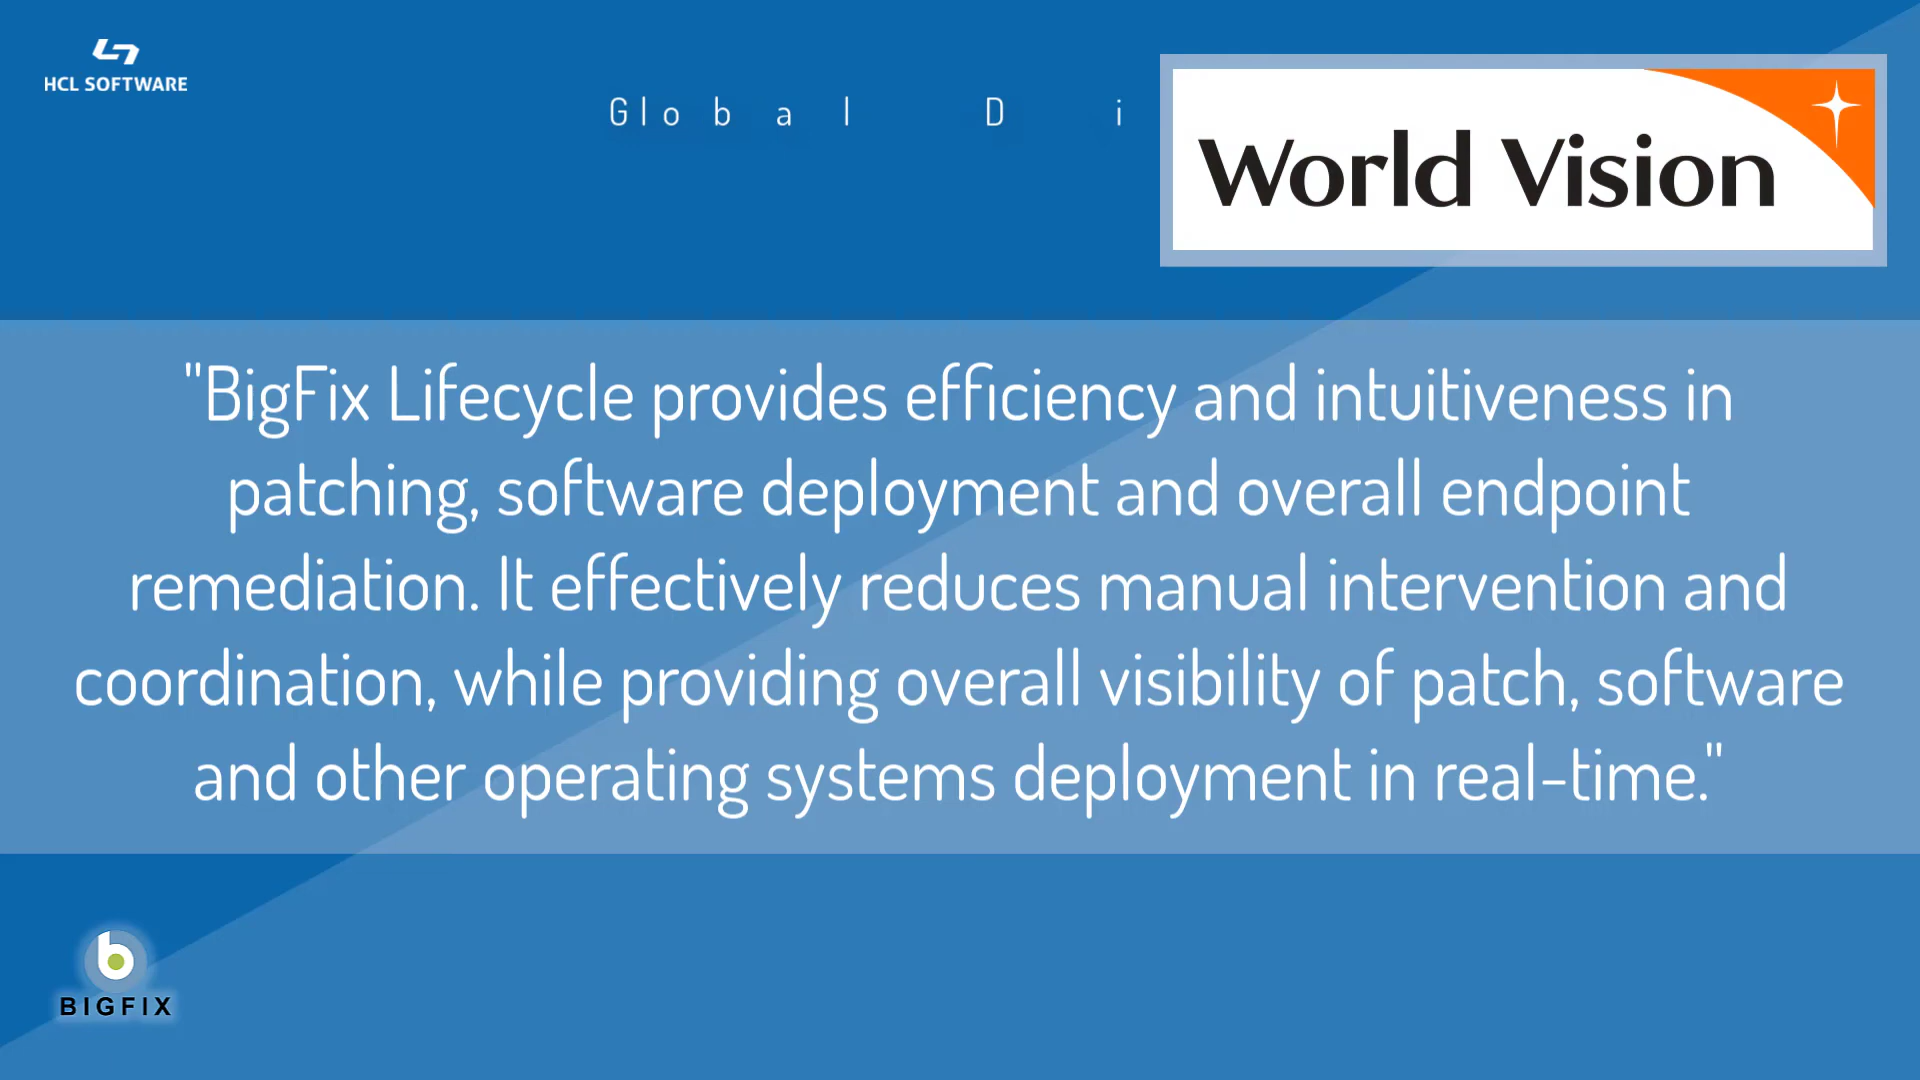 HCL SOFTWARE
Global Di
World Vision
"BigFix Lifecycle provides efficiency and intuitiveness in
patching, software deployment and overall endpoint
remediation. It effectively reduces manual intervention and
coordination, while providing overall visibility of patch, software
and other operating systems deployment in real-time."
b
BIGFIX